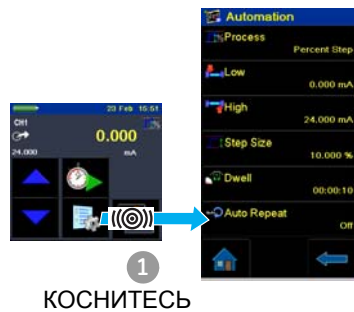 Automation
Process
Percent Step
Low
0.000 mA
High
24.000 mA
Step Size
10.000 %
Dwell
00:00:10
Auto Repeat
Off
23 Feb 16:51
CH1
0.000
24.000 mA
1
КОСНИТЕСЬ